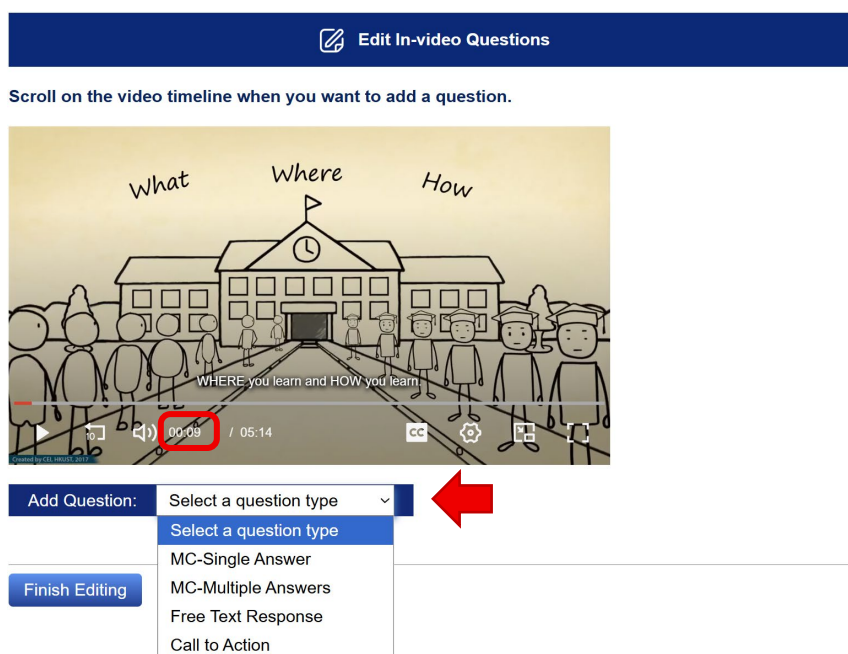 Edit In-video Questions
Scroll on the video timeline when you want to add a question.
What Where How
WHERE you learn and HOW you learn.
10 00:09 / 05:14 CC
Created by CEL HKUST, 2017
Add Question: Select a question type
Select a question type
MC-Single Answer
MC-Multiple Answers
Finish Editing
Free Text Response
Call to Action